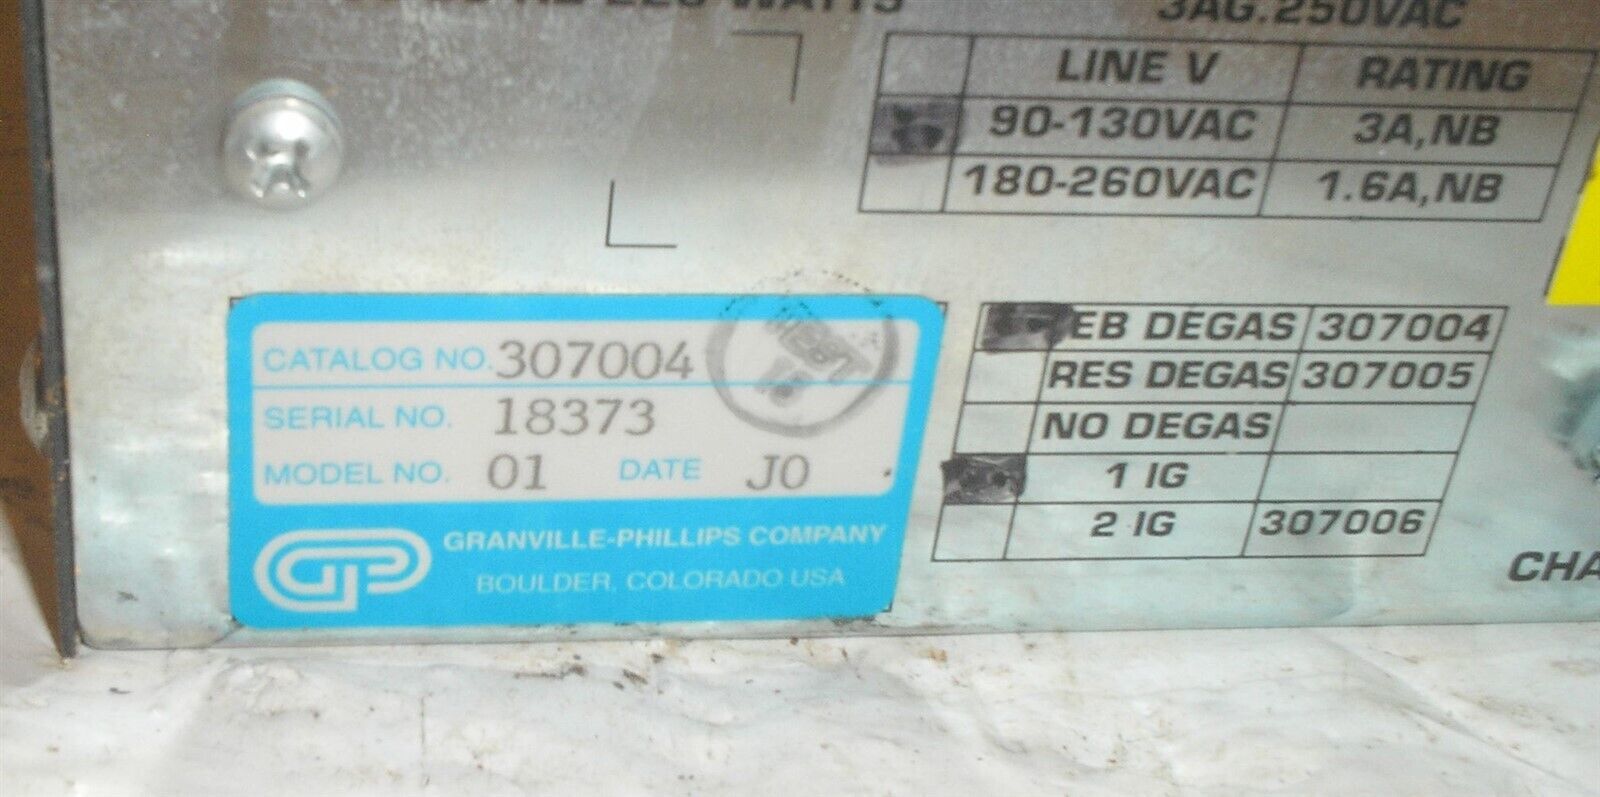 WATTS
3AG.250VAC
LINE V RATING
90-130VAC 3A,NB
180-260VAC 1.6A,NB
CATALOG NO. 307004
SERIAL NO. 18373
MODEL NO. 01 DATE J0
GP
GRANVILLE-PHILLIPS COMPANY
BOULDER, COLORADO USA
EB DEGAS 307004
RES DEGAS 307005
NO DEGAS
1 IG
2 IG 307006
CHA